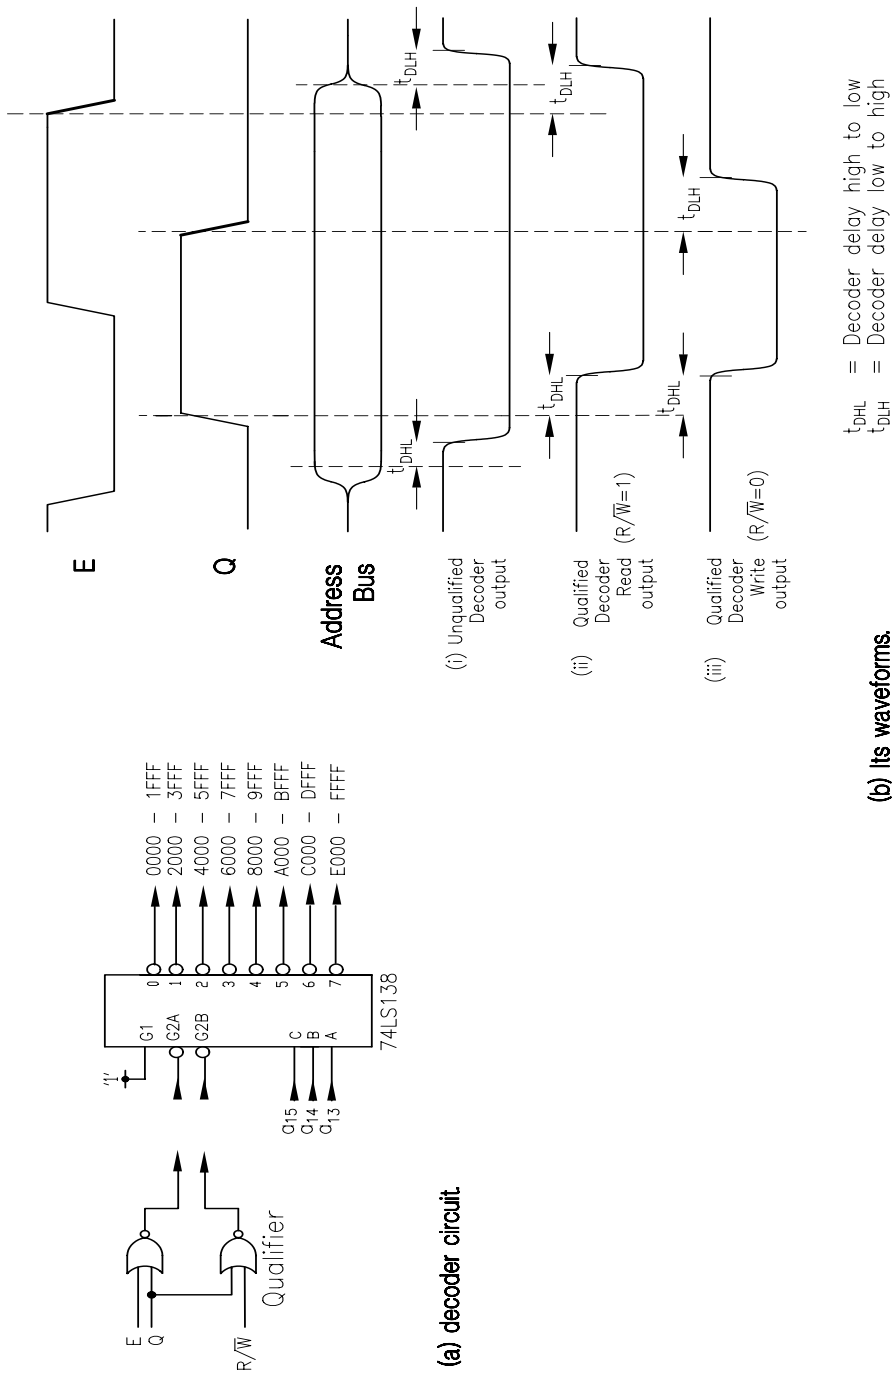 E
Q
R/W̅
Qualifier
'1'
G1
G2A
G2B
C
B
A
a15
a14
a13
0
1
2
3
4
5
6
7
74LS138
0000 - 1FFF
2000 - 3FFF
4000 - 5FFF
6000 - 7FFF
8000 - 9FFF
A000 - BFFF
C000 - DFFF
E000 - FFFF
(a) decoder circuit.
E
Q
Address
Bus
tDHL
tDLH
(i) Unqualified
Decoder
output
tDHL
tDLH
(ii) Qualified
Decoder
Read (R/W̅=1)
output
tDHL
tDLH
(iii) Qualified
Decoder
Write (R/W̅=0)
output
tDHL = Decoder delay high to low
tDLH = Decoder delay low to high
(b) Its waveforms.